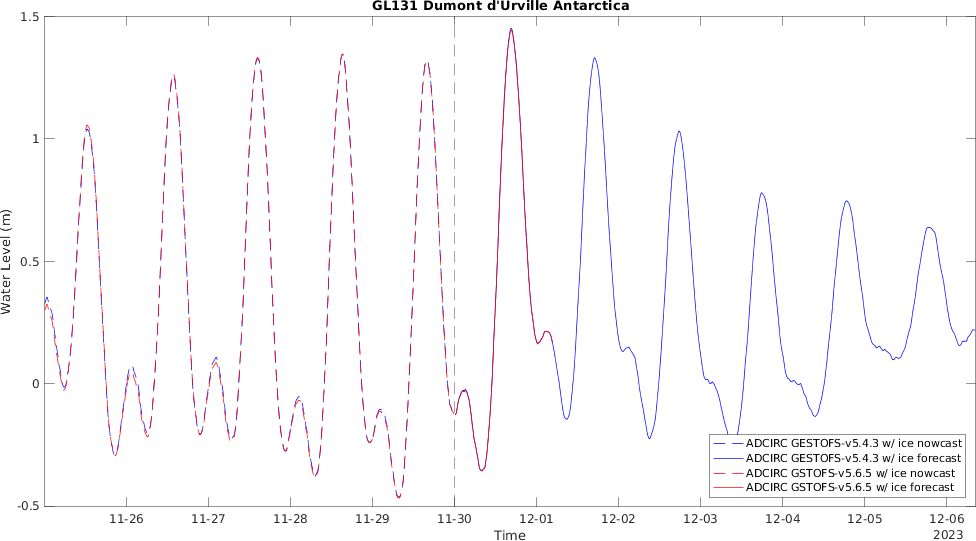 GL131 Dumont d'Urville Antarctica
1.5
1
0.5
0
-0.5
Water Level (m)
11-26 11-27 11-28 11-29 11-30 12-01 12-02 12-03 12-04 12-05 12-06
Time
2023
ADCIRC GESTOFS-v5.4.3 w/ ice nowcast
ADCIRC GESTOFS-v5.4.3 w/ ice forecast
ADCIRC GSTOFS-v5.6.5 w/ ice nowcast
ADCIRC GSTOFS-v5.6.5 w/ ice forecast